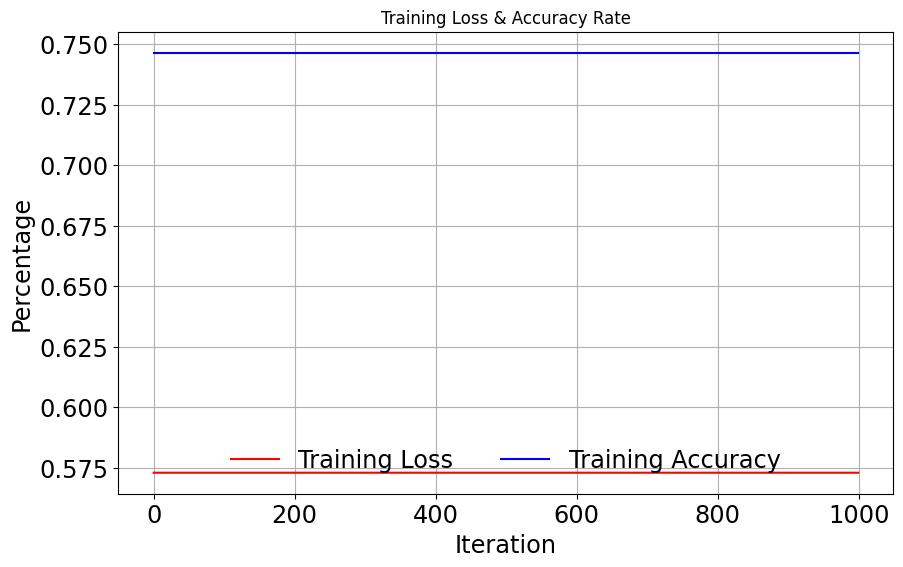 Training Loss & Accuracy Rate
Percentage
0.750
0.725
0.700
0.675
0.650
0.625
0.600
0.575
Training Loss Training Accuracy
0 200 400 600 800 1000
Iteration